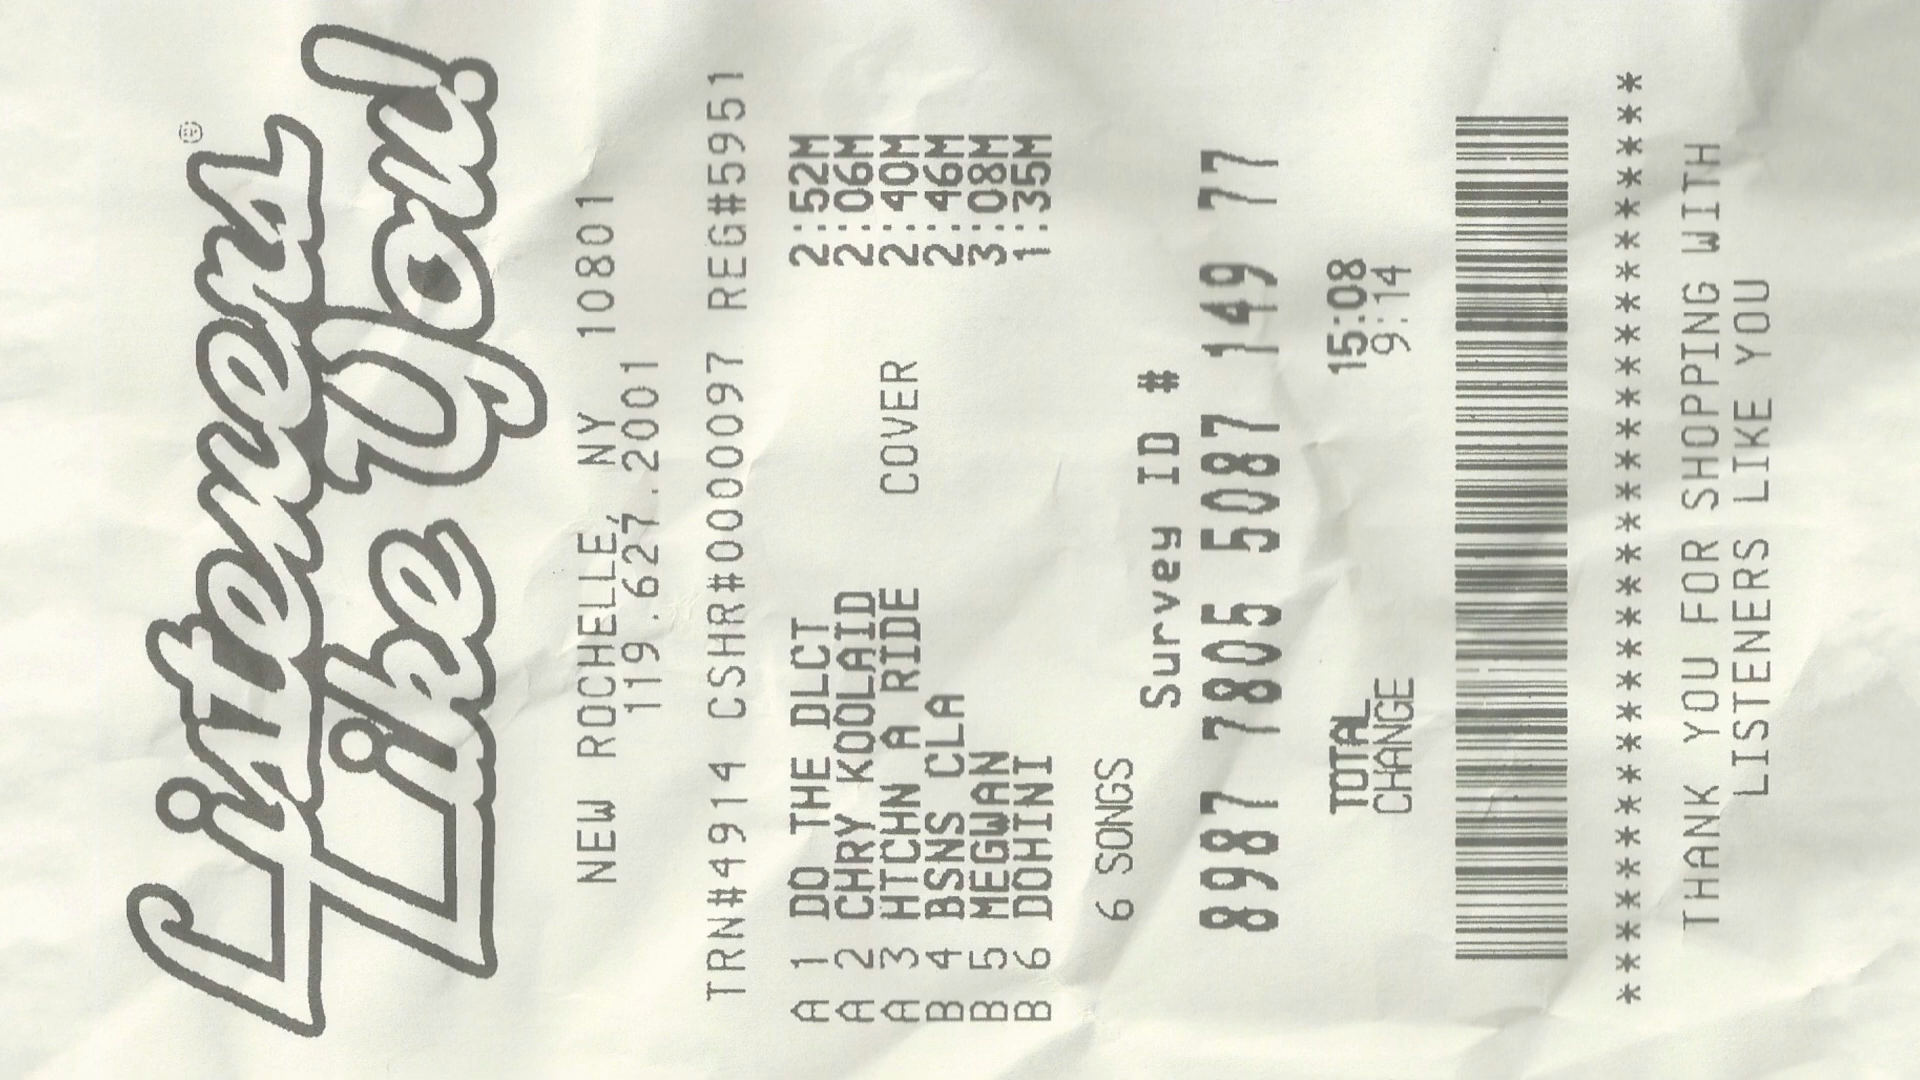 Listeners®
Like You!
NEW ROCHELLE, NY 10801
119.627.2001
TRN#4914 CSHR#0000097 REG#5951
A 1 DO THE DLCT 2:52M
A 2 CHRY KOOLAID 2:06M
A 3 HTCHN A RIDE COVER 2:40M
B 4 BSNS CLA 2:46M
B 5 MEGWAN 3:08M
B 6 DOHINI 1:35M
6 SONGS
Survey ID #
8987 7805 5087 149 77
TOTAL 15:08
CHANGE 9:14
******************************
THANK YOU FOR SHOPPING WITH
LISTENERS LIKE YOU